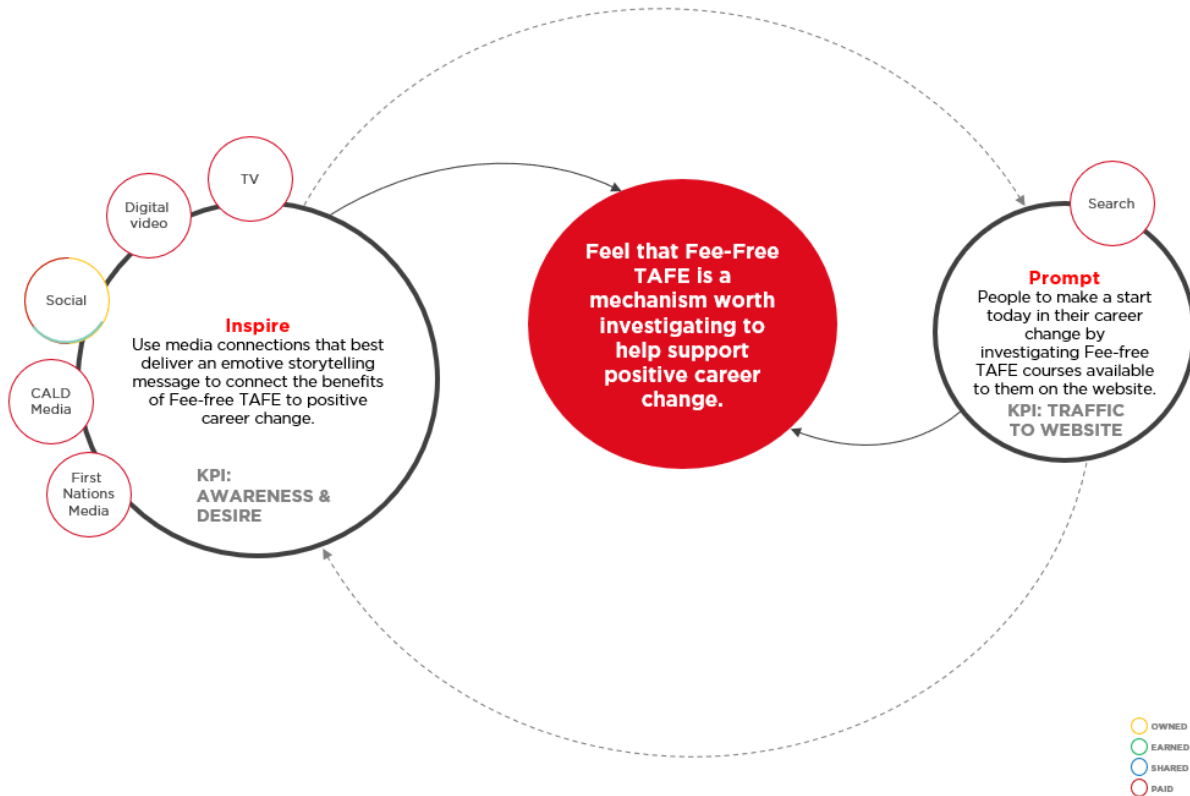 TV
Digital
video
Social
CALD
Media
First
Nations
Media
Inspire
Use media connections that best
deliver an emotive storytelling
message to connect the benefits
of Fee-free TAFE to positive
career change.
KPI:
AWARENESS &
DESIRE
Feel that Fee-Free
TAFE is a
mechanism worth
investigating to
help support
positive career
change.
Search
Prompt
People to make a start
today in their career
change by
investigating Fee-free
TAFE courses available
to them on the website.
KPI: TRAFFIC
TO WEBSITE
OWNED
EARNED
SHARED
PAID